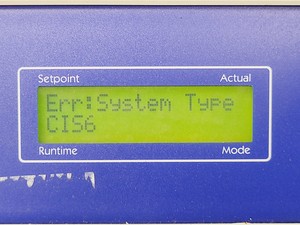 Setpoint Actual
Err:System Type
CIS6
Runtime Mode